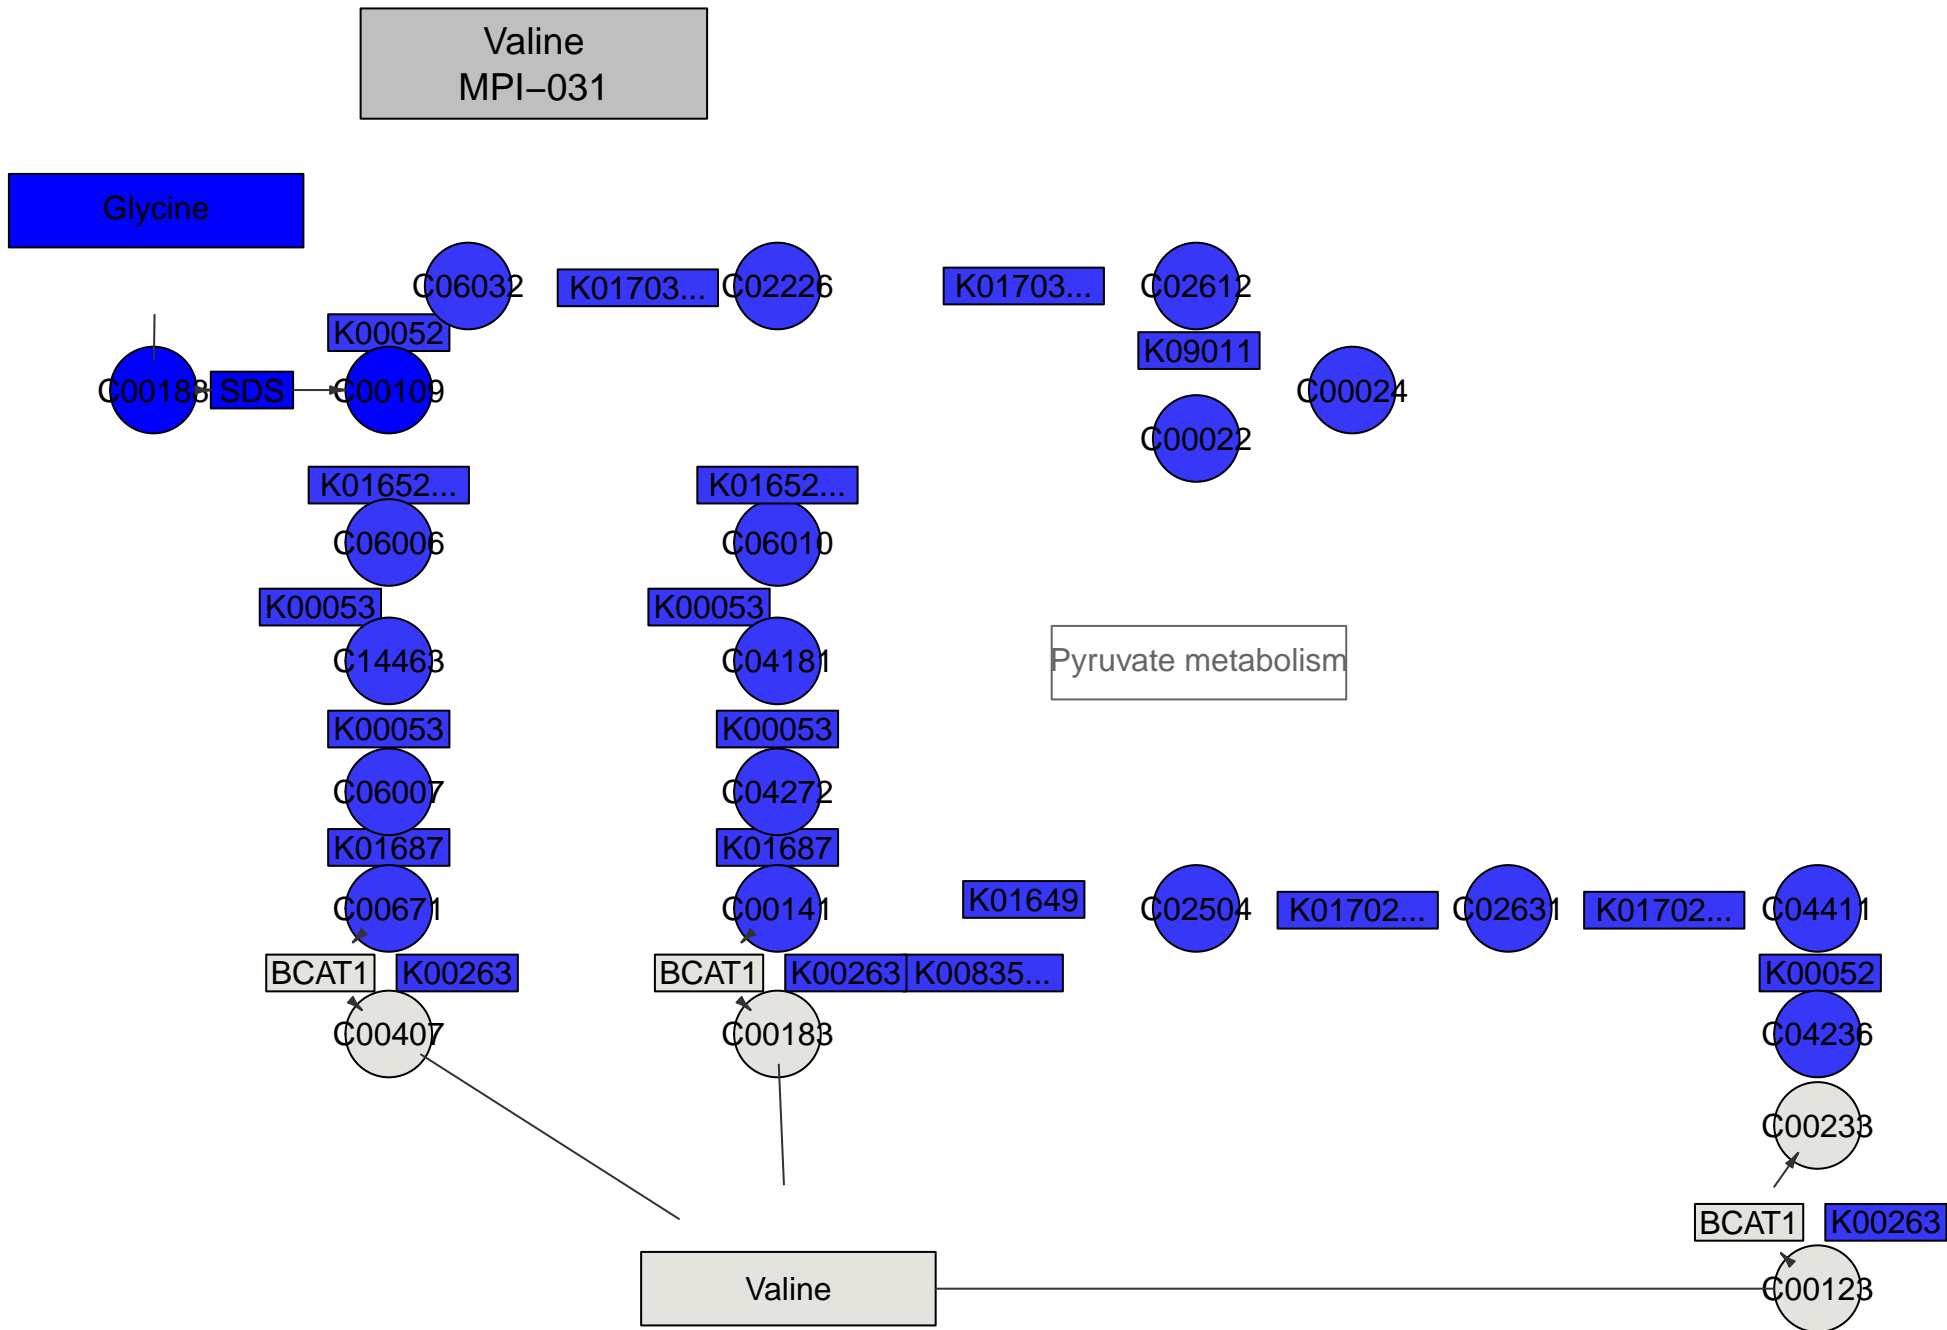 Valine
MPI−031
Glycine
C06032
K01703...
C02226
K01703...
C02612
K00052
K09011
C00188
SDS
C00109
C00024
C00022
K01652...
K01652...
C06006
C06010
K00053
K00053
C14463
C04181
Pyruvate metabolism
K00053
K00053
C06007
C04272
K01687
K01687
C00671
C00141
K01649
C02504
K01702...
C02631
K01702...
C04411
BCAT1
K00263
BCAT1
K00263
K00835...
K00052
C00407
C00183
C04236
C00233
BCAT1
K00263
Valine
C00123